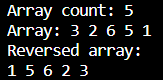 Array count: 5
Array: 3 2 6 5 1
Reversed array:
1 5 6 2 3